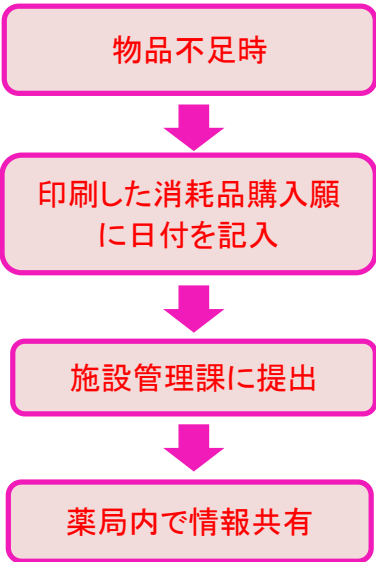 物品不足時
印刷した消耗品購入願
に日付を記入
施設管理課に提出
薬局内で情報共有